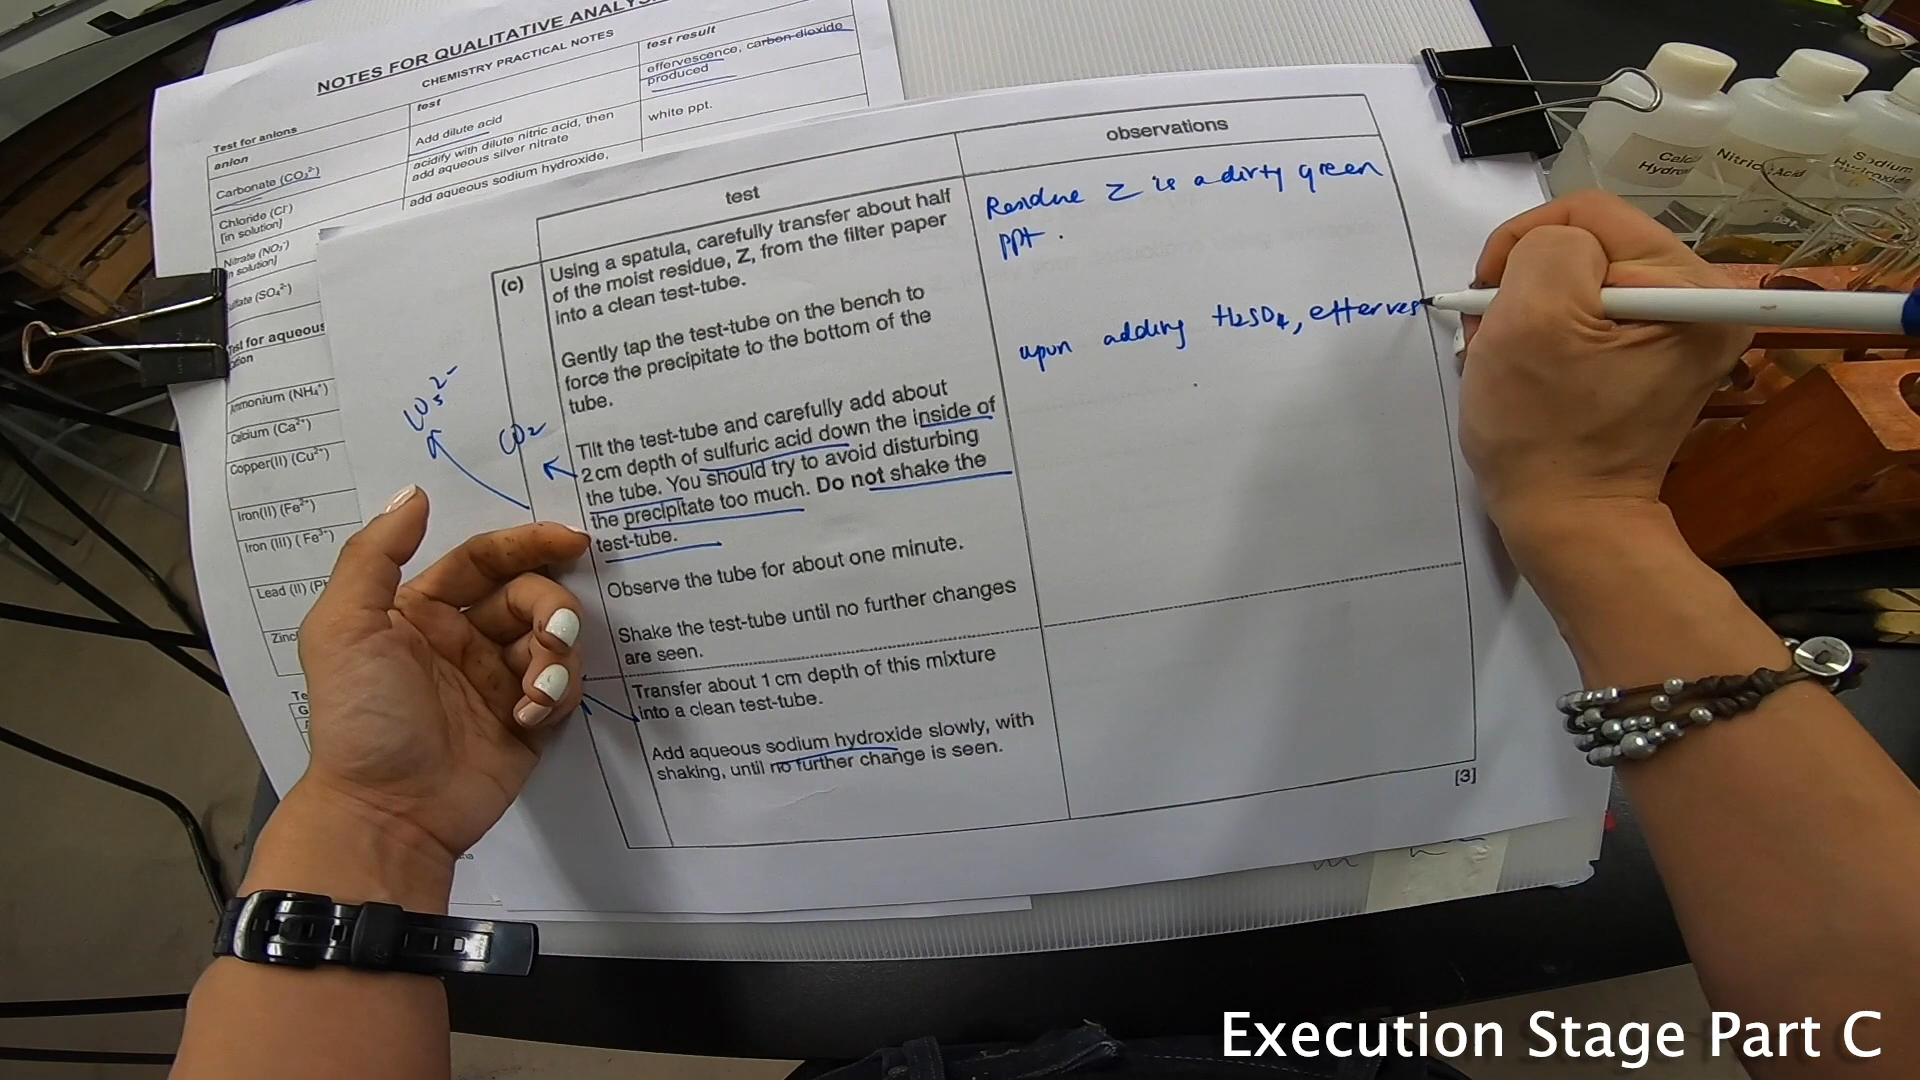 NOTES FOR QUALITATIVE
CHEMISTRY PRACTICAL NOTES
Test for anions
anion
test
test result
Carbonate (CO₃²⁻)
Add dilute acid
effervescence, carbon dioxide
produced
Chloride (Cl⁻)
[in solution]
acidify with dilute nitric acid, then
add aqueous silver nitrate
white ppt.
Nitrate (NO₃⁻)
solution]
add aqueous sodium hydroxide,
(SO₄²⁻)
for aqueous
Ammonium (NH₄⁺)
Calcium (Ca²⁺)
Copper(II) (Cu²⁺)
Iron(II) (Fe²⁺)
Iron (III) ( Fe³⁺)
Lead (II)
test
observations
(c)
Using a spatula, carefully transfer about half
of the moist residue, Z, from the filter paper
into a clean test-tube.
Gently tap the test-tube on the bench to
force the precipitate to the bottom of the
tube.
Tilt the test-tube and carefully add about
2 cm depth of sulfuric acid down the inside of
the tube. You should try to avoid disturbing
the precipitate too much. Do not shake the
test-tube.
Observe the tube for about one minute.
Shake the test-tube until no further changes
are seen.
Transfer about 1 cm depth of this mixture
into a clean test-tube.
Add aqueous sodium hydroxide slowly, with
shaking, until no further change is seen.
CO₃²⁻
CO₂
Residue Z is a dirty green
ppt.
upon adding H₂SO₄, efferves
[3]
Nitric Acid
Sodium
Hydroxide
Execution Stage Part C